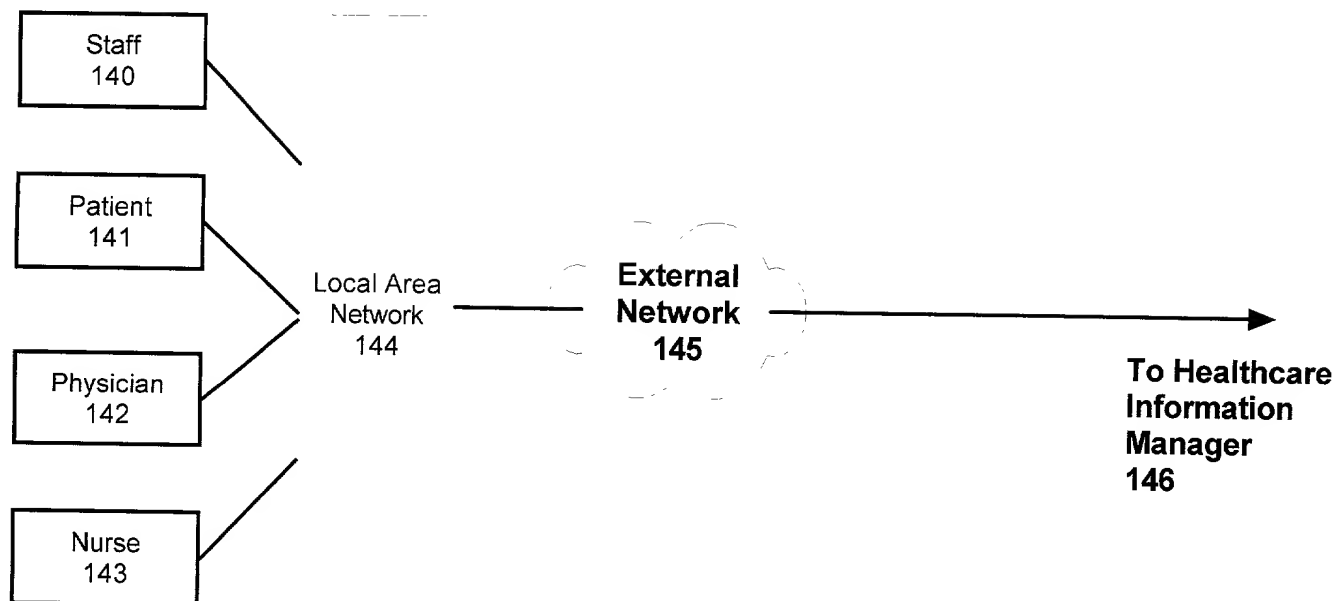 Staff
140
Patient
141
Physician
142
Nurse
143
Local Area
Network
144
External
Network
145
To Healthcare
Information
Manager
146